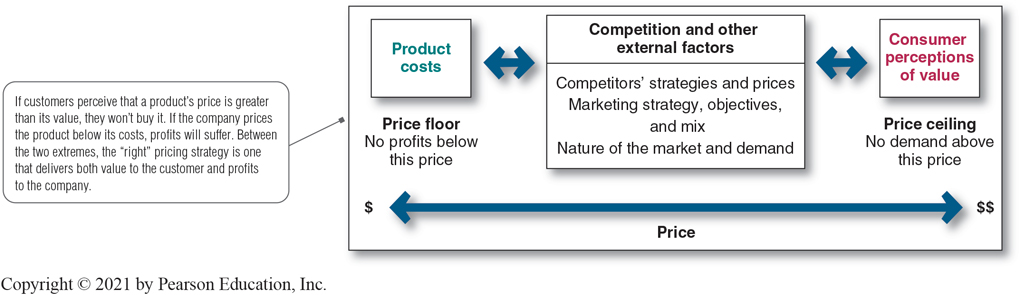 Product
costs
Competition and other
external factors
Competitors' strategies and prices
Marketing strategy, objectives,
and mix
Nature of the market and demand
Consumer
perceptions
of value
If customers perceive that a product's price is greater
than its value, they won't buy it. If the company prices
the product below its costs, profits will suffer. Between
the two extremes, the “right” pricing strategy is one
that delivers both value to the customer and profits
to the company.
Price floor
No profits below
this price
Price ceiling
No demand above
this price
$
$$
Price
Copyright © 2021 by Pearson Education, Inc.